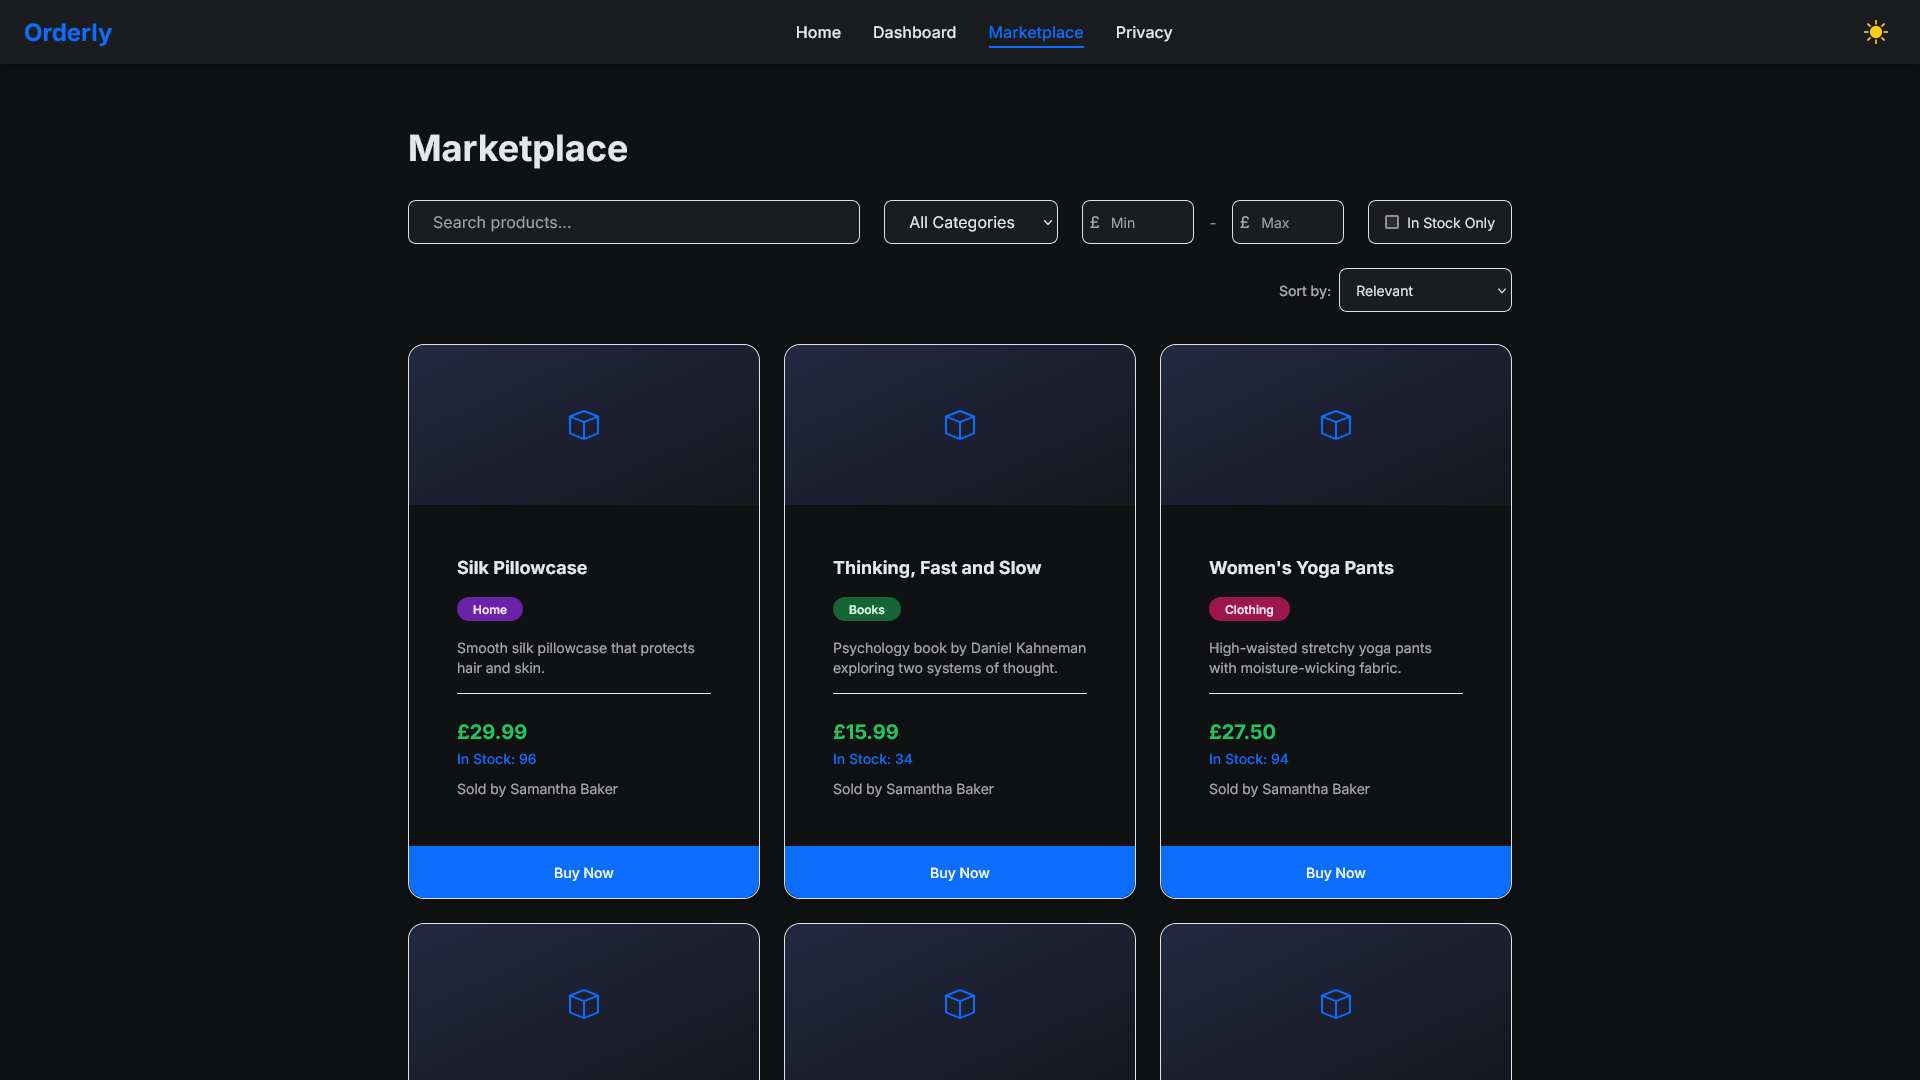 Orderly
Home
Dashboard
Marketplace
Privacy
Marketplace
Search products...
All Categories
£ Min
-
£ Max
In Stock Only
Sort by:
Relevant
Silk Pillowcase
Home
Smooth silk pillowcase that protects
hair and skin.
£29.99
In Stock: 96
Sold by Samantha Baker
Buy Now
Thinking, Fast and Slow
Books
Psychology book by Daniel Kahneman
exploring two systems of thought.
£15.99
In Stock: 34
Sold by Samantha Baker
Buy Now
Women's Yoga Pants
Clothing
High-waisted stretchy yoga pants
with moisture-wicking fabric.
£27.50
In Stock: 94
Sold by Samantha Baker
Buy Now